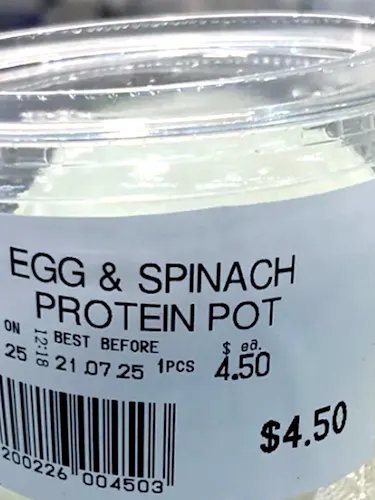 EGG & SPINACH
PROTEIN POT
ON 12:18 BEST BEFORE $ ea.
25 21.07.25 1PCS 4.50
$4.50
200226 004503